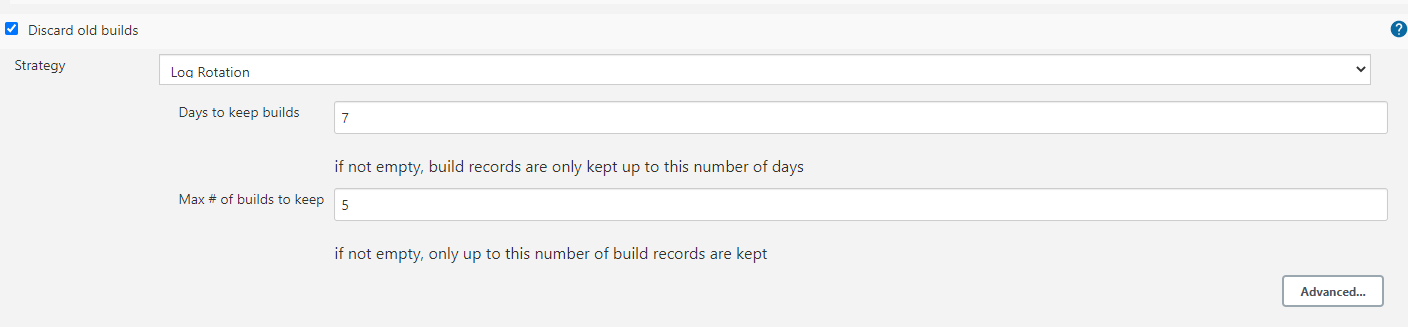 Discard old builds
?
Strategy
Log Rotation
Days to keep builds
7
if not empty, build records are only kept up to this number of days
Max # of builds to keep
5
if not empty, only up to this number of build records are kept
Advanced...